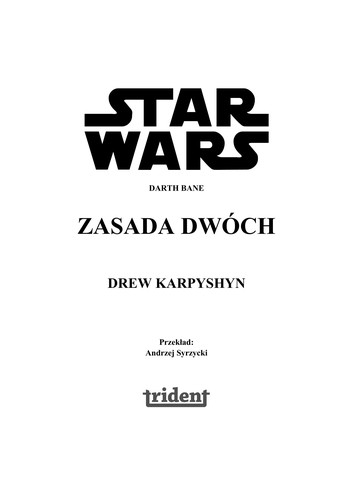 STAR
WARS
DARTH BANE
ZASADA DWÓCH
DREW KARPYSHYN
Przekład:
Andrzej Syrzycki
trident